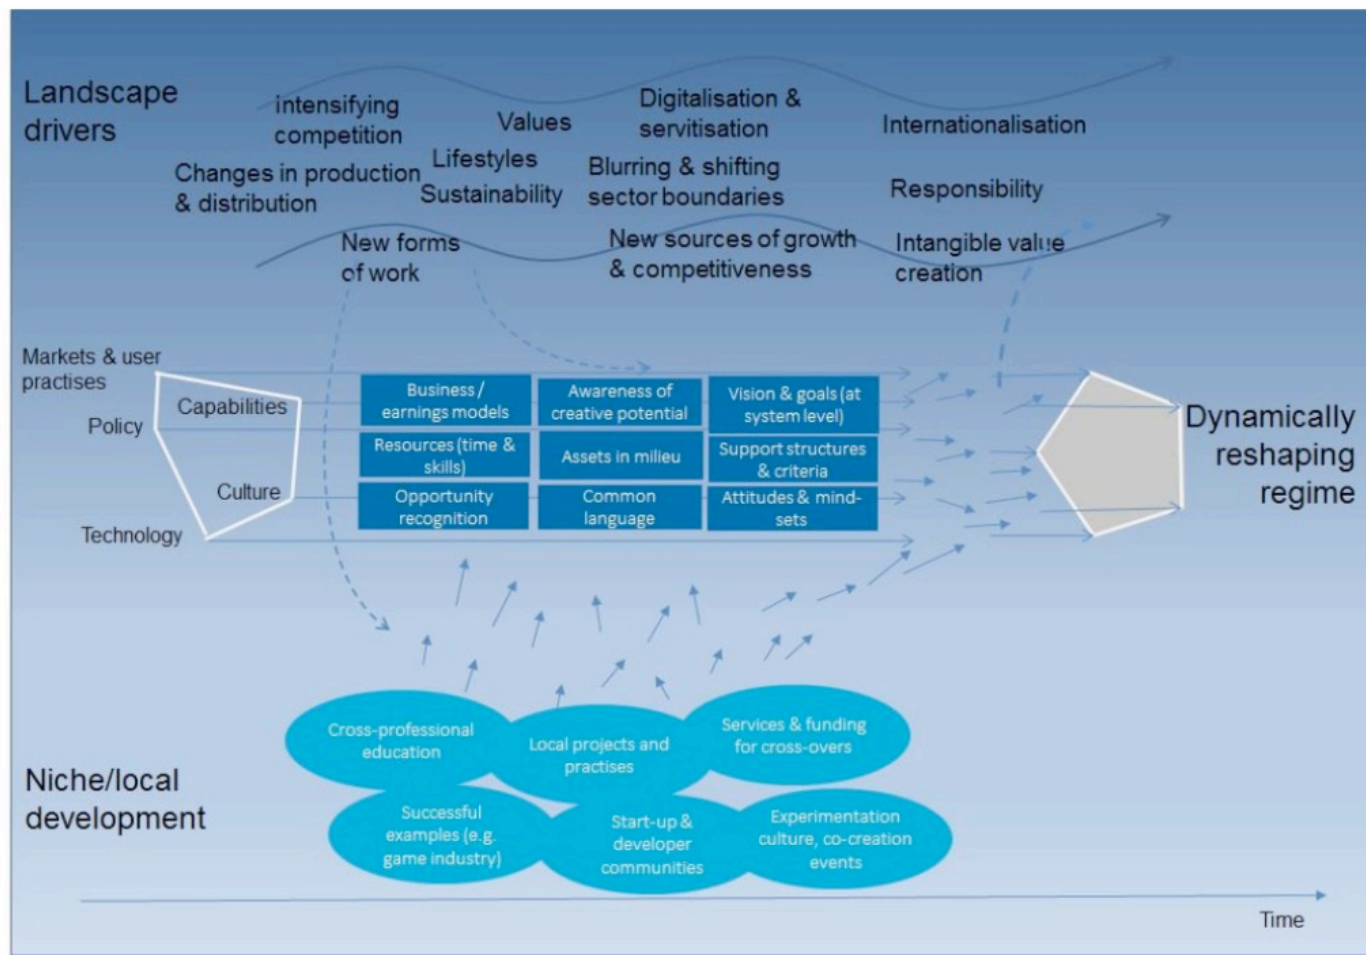 Landscape
drivers
intensifying
competition
Values
Digitalisation &
servitisation
Internationalisation
Changes in production
& distribution
Lifestyles
Sustainability
Blurring & shifting
sector boundaries
Responsibility
New forms
of work
New sources of growth
& competitiveness
Intangible value
creation
Markets & user
practises
Capabilities
Policy
Culture
Technology
Business /
earnings models
Awareness of
creative potential
Vision & goals (at
system level)
Resources (time &
skills)
Assets in milieu
Support structures
& criteria
Opportunity
recognition
Common
language
Attitudes & mind-
sets
Dynamically
reshaping
regime
Niche/local
development
Cross-professional
education
Local projects and
practises
Services & funding
for cross-overs
Successful
examples (e.g.
game industry)
Start-up &
developer
communities
Experimentation
culture, co-creation
events
Time